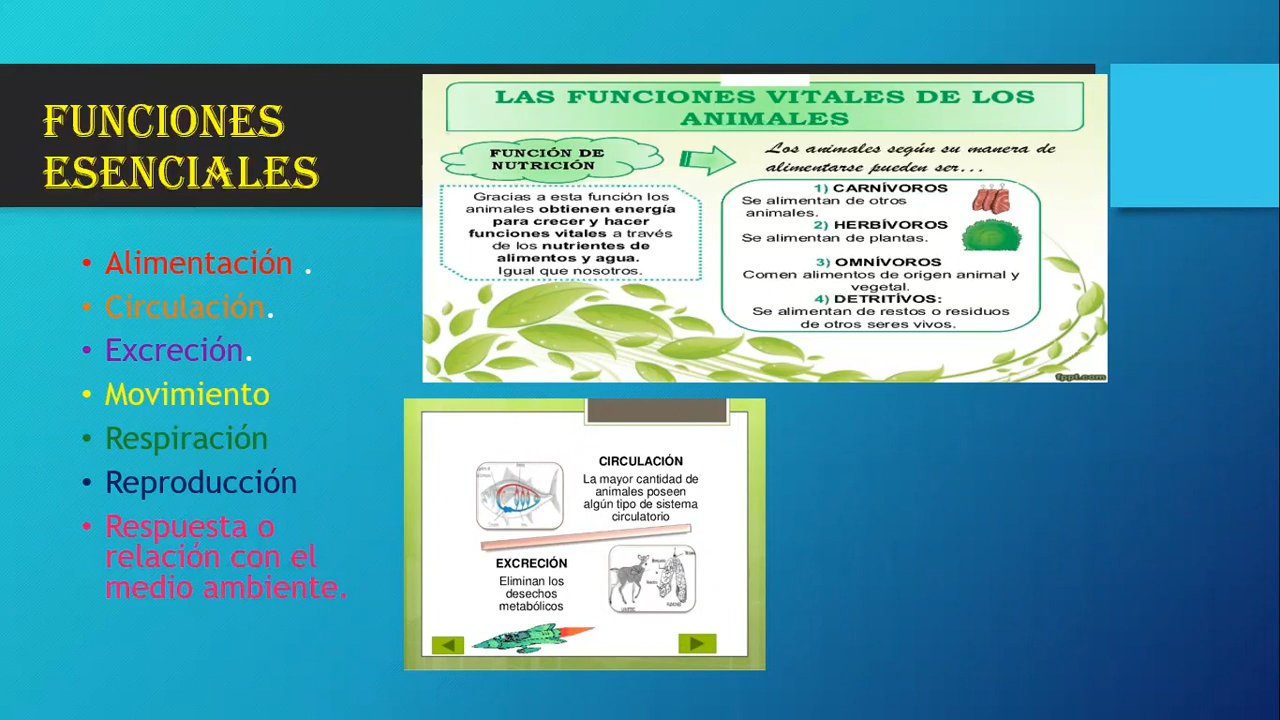 FUNCIONES
ESENCIALES
• Alimentación .
• Circulación.
• Excreción.
• Movimiento
• Respiración
• Reproducción
• Respuesta o
relación con el
medio ambiente.
LAS FUNCIONES VITALES DE LOS
ANIMALES
FUNCIÓN DE
NUTRICIÓN
Los animales según su manera de
alimentarse pueden ser...
Gracias a esta función los
animales obtienen energía
para crecer y hacer
funciones vitales a través
de los nutrientes de
alimentos y agua.
Igual que nosotros.
1) CARNÍVOROS
Se alimentan de otros
animales.
2) HERBÍVOROS
Se alimentan de plantas.
3) OMNÍVOROS
Comen alimentos de origen animal y
vegetal.
4) DETRITÍVOS:
Se alimentan de restos o residuos
de otros seres vivos.
fppt.com
CIRCULACIÓN
La mayor cantidad de
animales poseen
algún tipo de sistema
circulatorio
EXCRECIÓN
Eliminan los
desechos
metabólicos